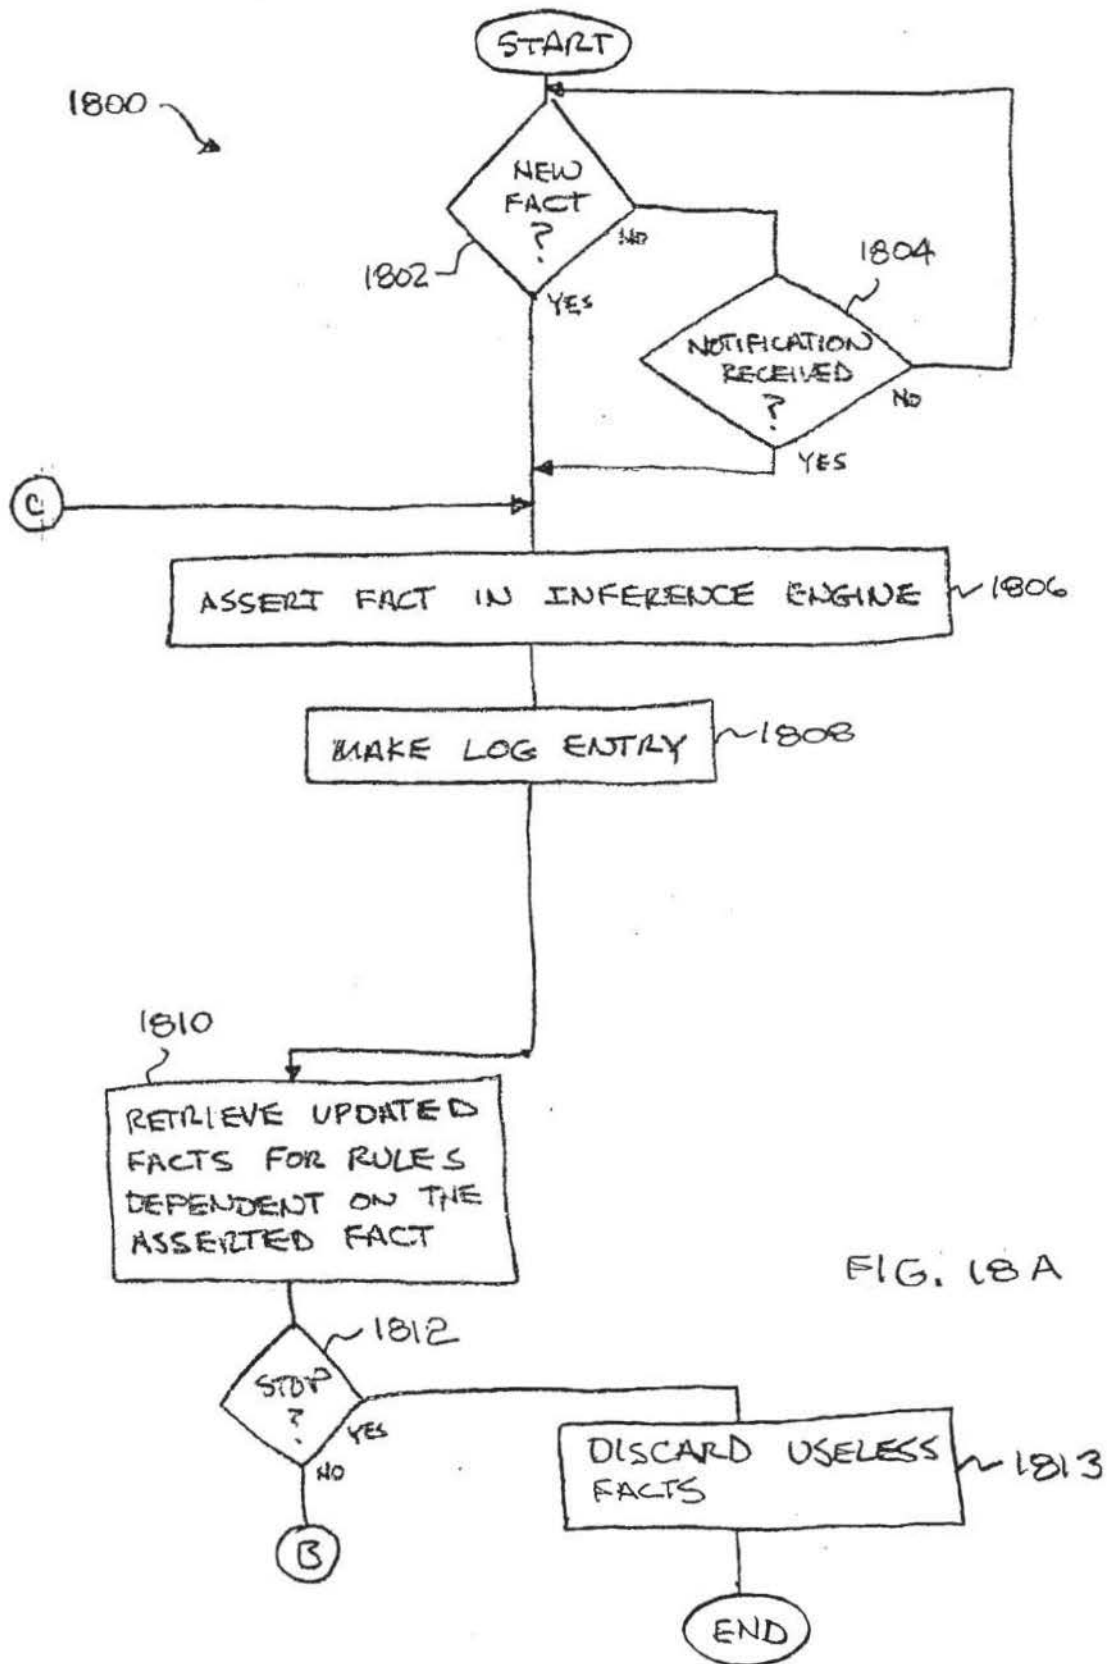 START
1800
NEW
FACT
?
1802
NO
YES
1804
NOTIFICATION
RECEIVED
?
NO
YES
C
ASSERT FACT IN INFERENCE ENGINE
1806
MAKE LOG ENTRY
1808
1810
RETRIEVE UPDATED
FACTS FOR RULES
DEPENDENT ON THE
ASSERTED FACT
FIG. 18A
1812
STOP
?
YES
NO
B
DISCARD USELESS
FACTS
1813
END